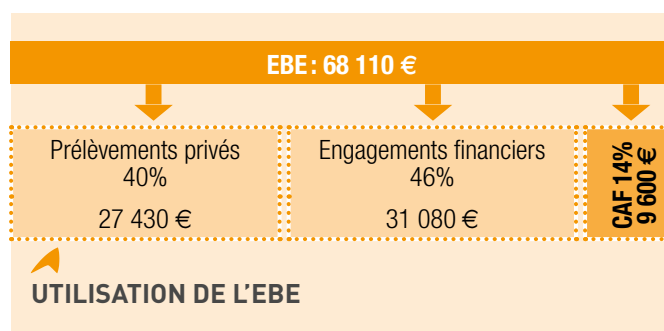 EBE : 68 110 €
Prélèvements privés
40%
27 430 €
Engagements financiers
46%
31 080 €
CAF 14%
9 600 €
UTILISATION DE L'EBE